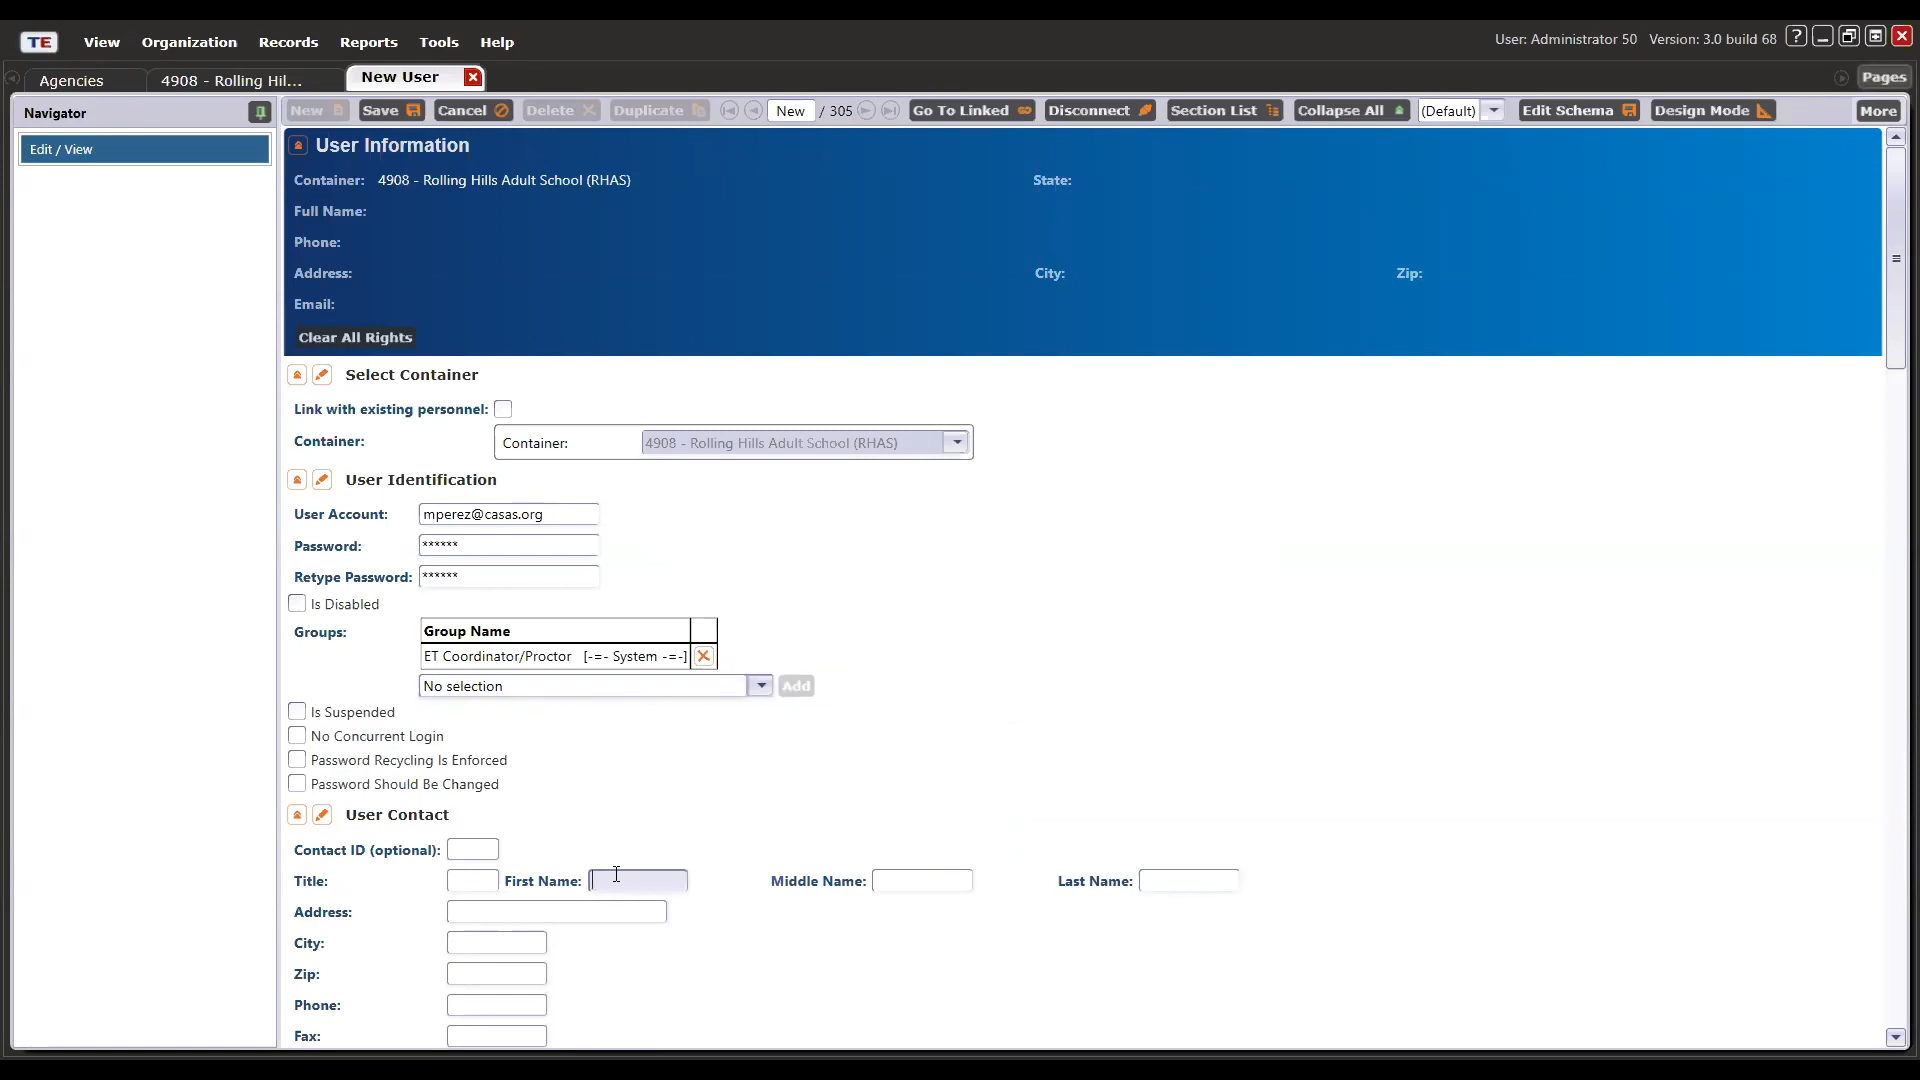 TE View Organization Records Reports Tools Help User: Administrator 50 Version: 3.0 build 68 ?
Agencies 4908 - Rolling Hil... New User Pages
Navigator
Edit / View
New Save Cancel Delete Duplicate New / 305 Go To Linked Disconnect Section List Collapse All (Default) Edit Schema Design Mode More
User Information
Container: 4908 - Rolling Hills Adult School (RHAS) State:
Full Name:
Phone:
Address: City: Zip:
Email:
Clear All Rights
Select Container
Link with existing personnel:
Container: Container: 4908 - Rolling Hills Adult School (RHAS)
User Identification
User Account: mperez@casas.org
Password: ******
Retype Password: ******
Is Disabled
Groups: Group Name
ET Coordinator/Proctor [-=- System -=-]
No selection Add
Is Suspended
No Concurrent Login
Password Recycling Is Enforced
Password Should Be Changed
User Contact
Contact ID (optional):
Title: First Name: Middle Name: Last Name:
Address:
City:
Zip:
Phone:
Fax: